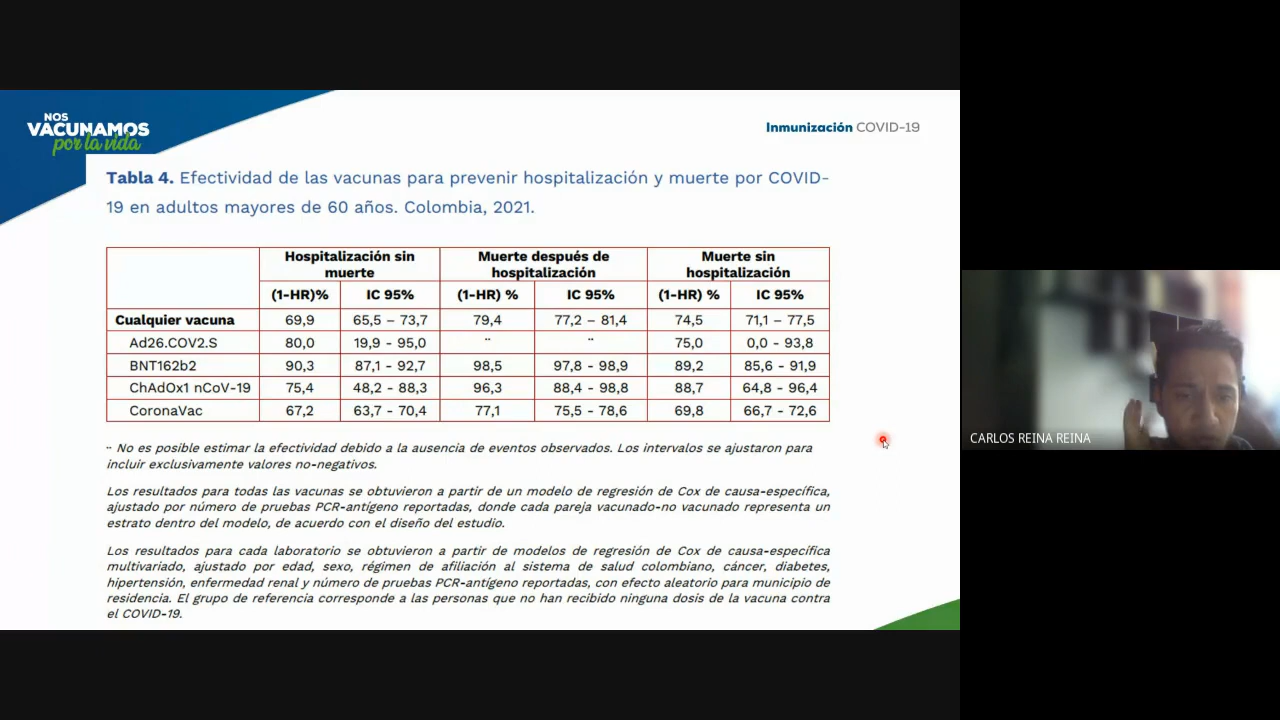 NOS
VACUNAMOS
por la vida
Inmunización COVID-19
Tabla 4. Efectividad de las vacunas para prevenir hospitalización y muerte por COVID-
19 en adultos mayores de 60 años. Colombia, 2021.
Hospitalización sin muerte Muerte después de hospitalización Muerte sin hospitalización
(1-HR)% IC 95% (1-HR) % IC 95% (1-HR) % IC 95%
Cualquier vacuna 69,9 65,5 – 73,7 79,4 77,2 – 81,4 74,5 71,1 – 77,5
Ad26.COV2.S 80,0 19,9 - 95,0 ¨ ¨ 75,0 0,0 - 93,8
BNT162b2 90,3 87,1 - 92,7 98,5 97,8 - 98,9 89,2 85,6 - 91,9
ChAdOx1 nCoV-19 75,4 48,2 - 88,3 96,3 88,4 - 98,8 88,7 64,8 - 96,4
CoronaVac 67,2 63,7 - 70,4 77,1 75,5 - 78,6 69,8 66,7 - 72,6
¨ No es posible estimar la efectividad debido a la ausencia de eventos observados. Los intervalos se ajustaron para
incluir exclusivamente valores no-negativos.
Los resultados para todas las vacunas se obtuvieron a partir de un modelo de regresión de Cox de causa-específica,
ajustado por número de pruebas PCR-antígeno reportadas, donde cada pareja vacunado-no vacunado representa un
estrato dentro del modelo, de acuerdo con el diseño del estudio.
Los resultados para cada laboratorio se obtuvieron a partir de modelos de regresión de Cox de causa-específica
multivariado, ajustado por edad, sexo, régimen de afiliación al sistema de salud colombiano, cáncer, diabetes,
hipertensión, enfermedad renal y número de pruebas PCR-antígeno reportadas, con efecto aleatorio para municipio de
residencia. El grupo de referencia corresponde a las personas que no han recibido ninguna dosis de la vacuna contra
el COVID-19.
CARLOS REINA REINA